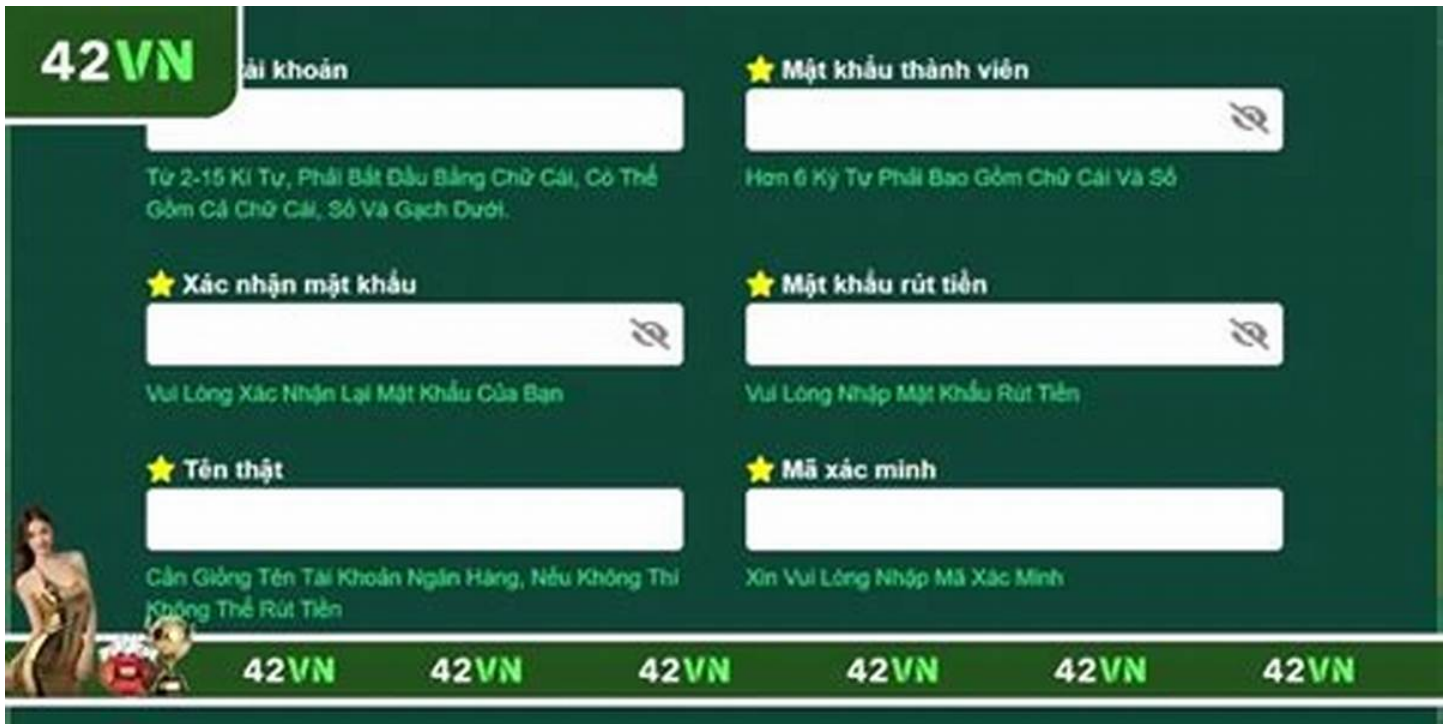 42VN
ài khoản
Mật khẩu thành viên
Từ 2-15 Kí Tự, Phải Bắt Đầu Bằng Chữ Cái, Có Thể
Gồm Cả Chữ Cái, Số Và Gạch Dưới.
Hơn 6 Ký Tự Phải Bao Gồm Chữ Cái Và Số
Xác nhận mật khẩu
Mật khẩu rút tiền
Vui Lòng Xác Nhận Lại Mật Khẩu Của Bạn
Vui Lòng Nhập Mật Khẩu Rút Tiền
Tên thật
Mã xác minh
Cần Giống Tên Tài Khoản Ngân Hàng, Nếu Không Thì
Không Thể Rút Tiền
Xin Vui Lòng Nhập Mã Xác Minh
42VN 42VN 42VN 42VN 42VN 42VN